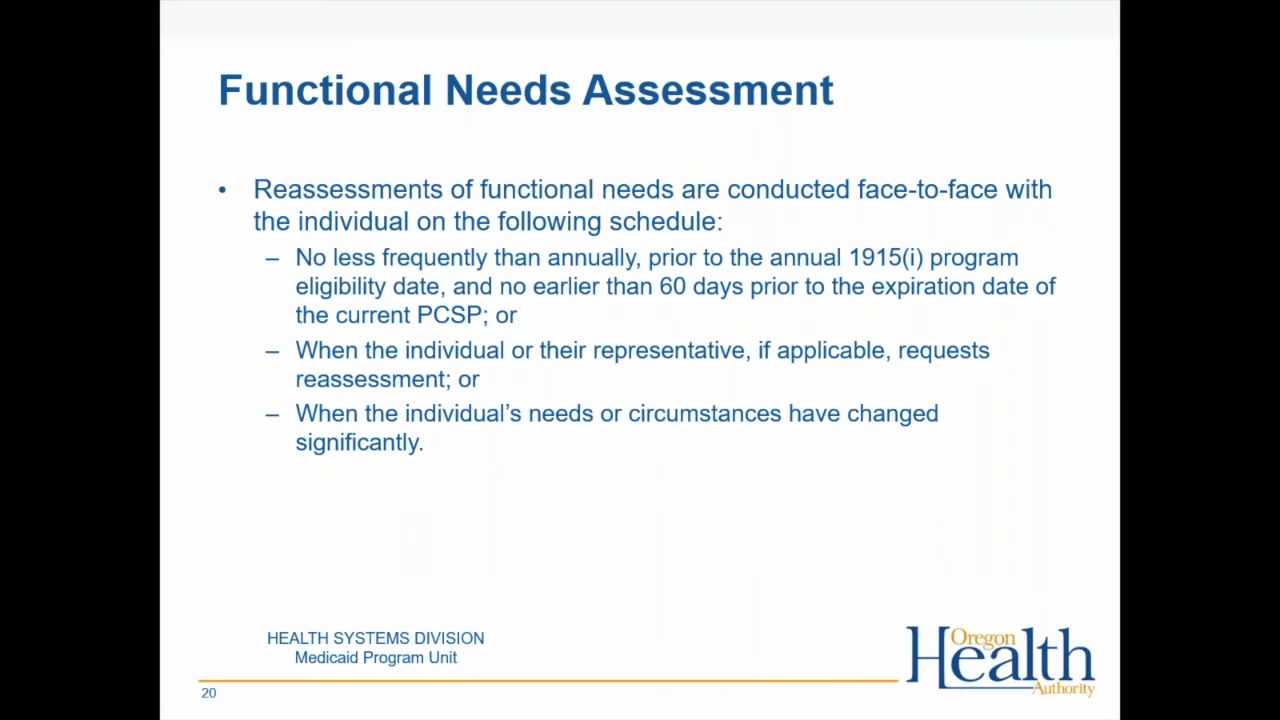 Functional Needs Assessment
• Reassessments of functional needs are conducted face-to-face with
the individual on the following schedule:
– No less frequently than annually, prior to the annual 1915(i) program
eligibility date, and no earlier than 60 days prior to the expiration date of
the current PCSP; or
– When the individual or their representative, if applicable, requests
reassessment; or
– When the individual’s needs or circumstances have changed
significantly.
HEALTH SYSTEMS DIVISION
Medicaid Program Unit
20
Oregon
Health
Authority